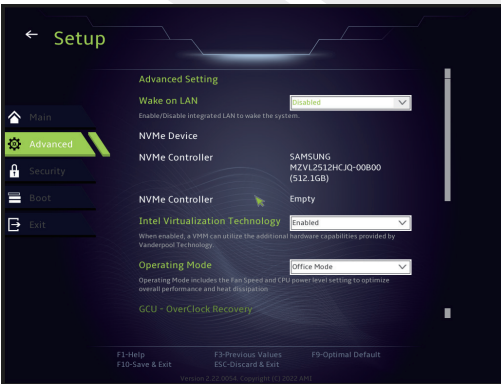 Setup
Advanced Setting
Wake on LAN Disabled
Enable/Disable integrated LAN to wake the system.
Main
NVMe Device
Advanced
NVMe Controller SAMSUNG
MZVL2512HCJQ-00B00
(512.1GB)
Security
Boot
NVMe Controller Empty
Exit
Intel Virtualization Technology Enabled
When enabled, a VMM can utilize the additional hardware capabilities provided by
Vanderpool Technology.
Operating Mode Office Mode
Operating Mode includes the Fan Speed and CPU power level setting to optimize
overall performance and heat dissipation
GCU - OverClock Recovery
F1-Help F3-Previous Values F9-Optimal Default
F10-Save & Exit ESC-Discard & Exit
Version 2.22.0054. Copyright (C) 2022 AMI